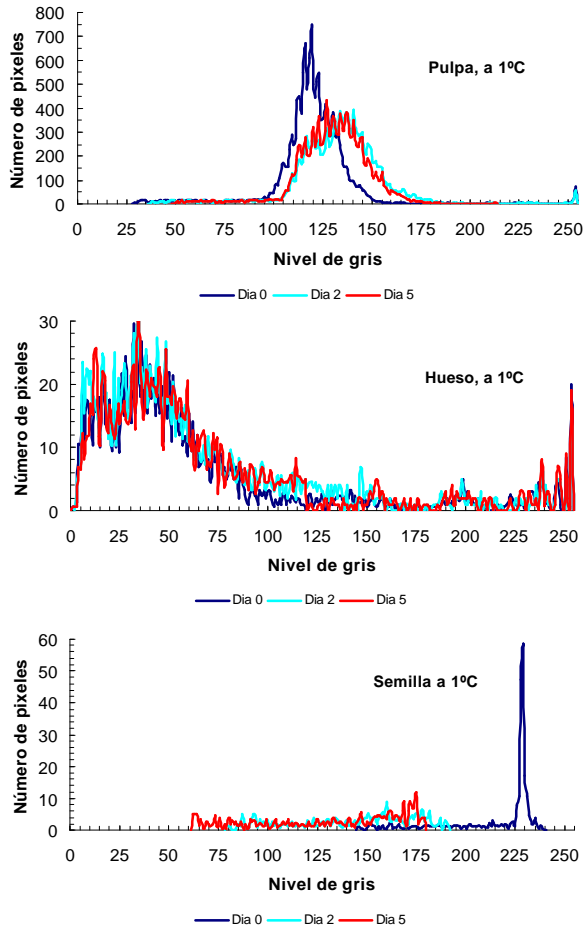 800
700
600
500
400
300
200
100
0
Número de pixeles
Pulpa, a 1ºC
0 25 50 75 100 125 150 175 200 225 250
Nivel de gris
Dia 0 Dia 2 Dia 5
30
20
10
0
Número de pixeles
Hueso, a 1ºC
0 25 50 75 100 125 150 175 200 225 250
Nivel de gris
Dia 0 Dia 2 Dia 5
60
50
40
30
20
10
0
Número de pixeles
Semilla a 1ºC
0 25 50 75 100 125 150 175 200 225 250
Nivel de gris
Dia 0 Dia 2 Dia 5